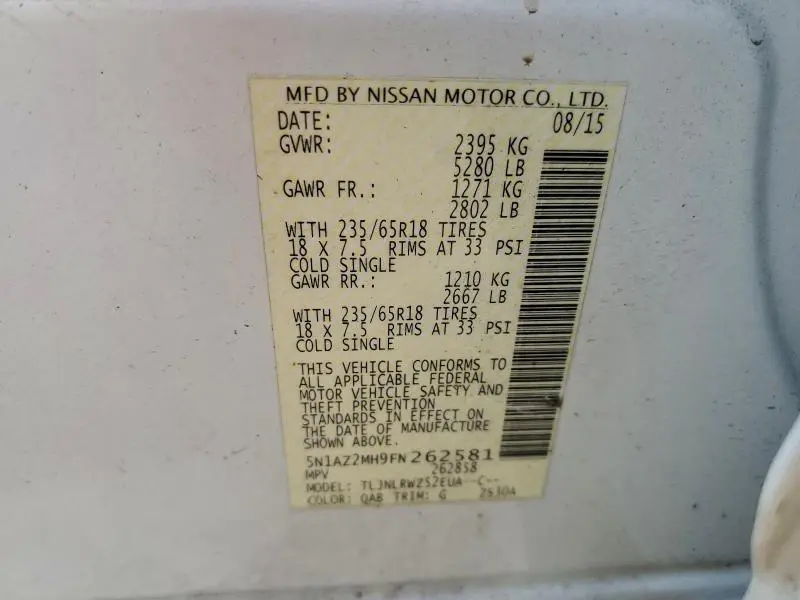 MFD BY NISSAN MOTOR CO., LTD.
DATE: 08/15
GVWR: 2395 KG
5280 LB
GAWR FR.: 1271 KG
2802 LB
WITH 235/65R18 TIRES
18 X 7.5 RIMS AT 33 PSI
COLD SINGLE
GAWR RR.: 1210 KG
2667 LB
WITH 235/65R18 TIRES
18 X 7.5 RIMS AT 33 PSI
COLD SINGLE
THIS VEHICLE CONFORMS TO
ALL APPLICABLE FEDERAL
MOTOR VEHICLE SAFETY AND
THEFT PREVENTION
STANDARDS IN EFFECT ON
THE DATE OF MANUFACTURE
SHOWN ABOVE.
5N1AZ2MH9FN262581
MPV 262858
MODEL: TLJNLRWZ52EUA--C--
COLOR: QAB TRIM: G 26304